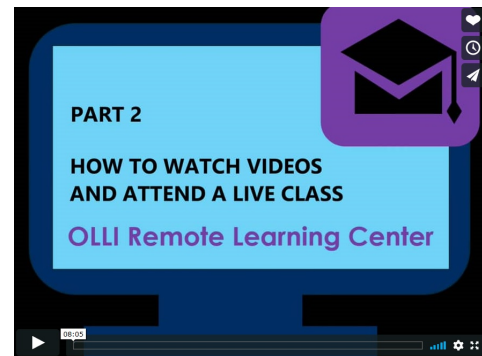 PART 2
HOW TO WATCH VIDEOS
AND ATTEND A LIVE CLASS
OLLI Remote Learning Center
08:05